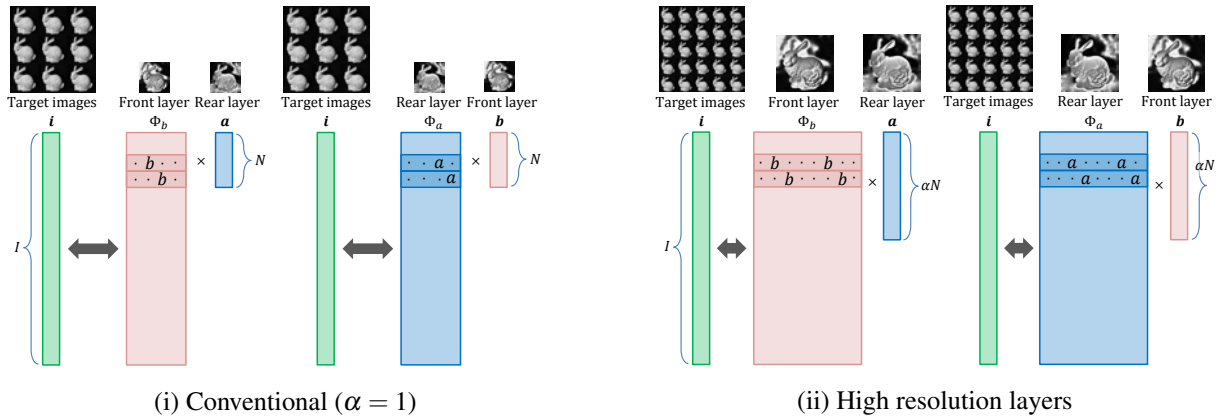 Target images Front layer Rear layer Target images Rear layer Front layer
i Φb a i Φa b
· b · · × N · · a · × N
· · b · · · · a
I
(i) Conventional (α = 1)
Target images Front layer Rear layer Target images Rear layer Front layer
i Φb a i Φa b
· b · · · b · · · · a · · · a ·
· · b · · · b · × αN · · · a · · · a × αN
I
(ii) High resolution layers